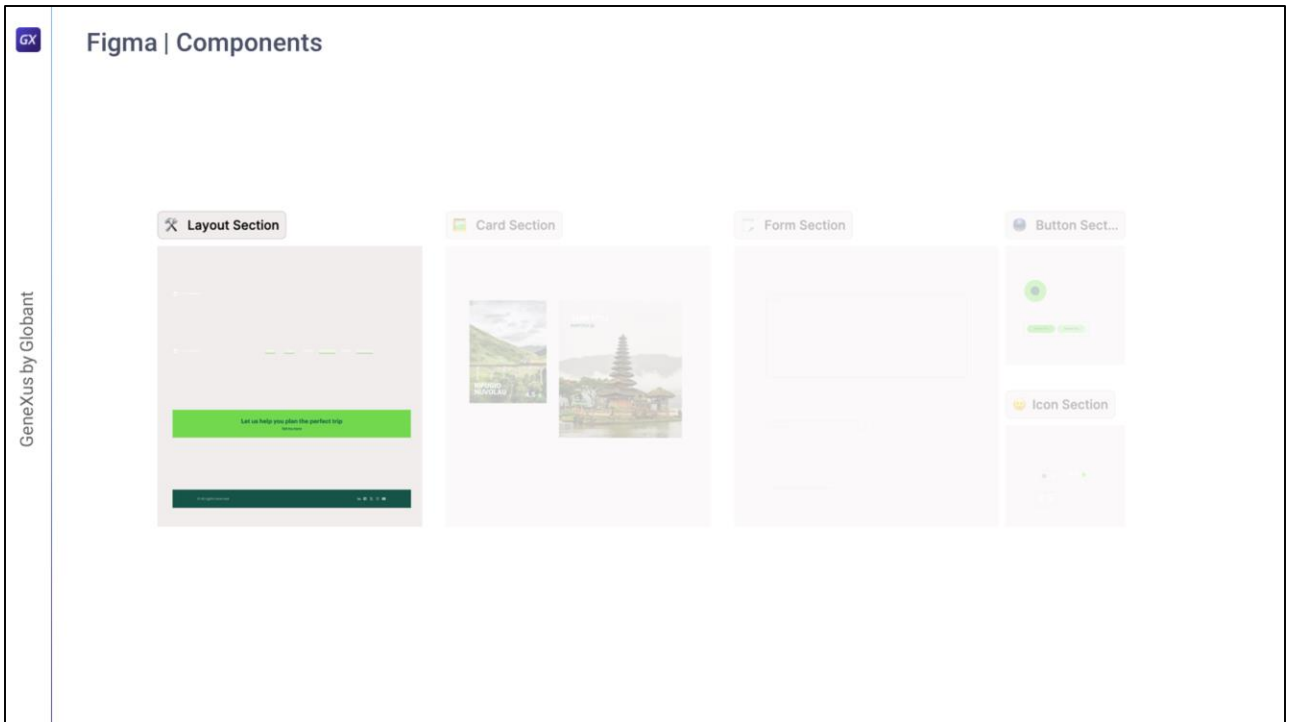 GX
Figma | Components
GeneXus by Globant
Layout Section
Card Section
Form Section
Button Sect...
Let us help you plan the perfect trip
Icon Section